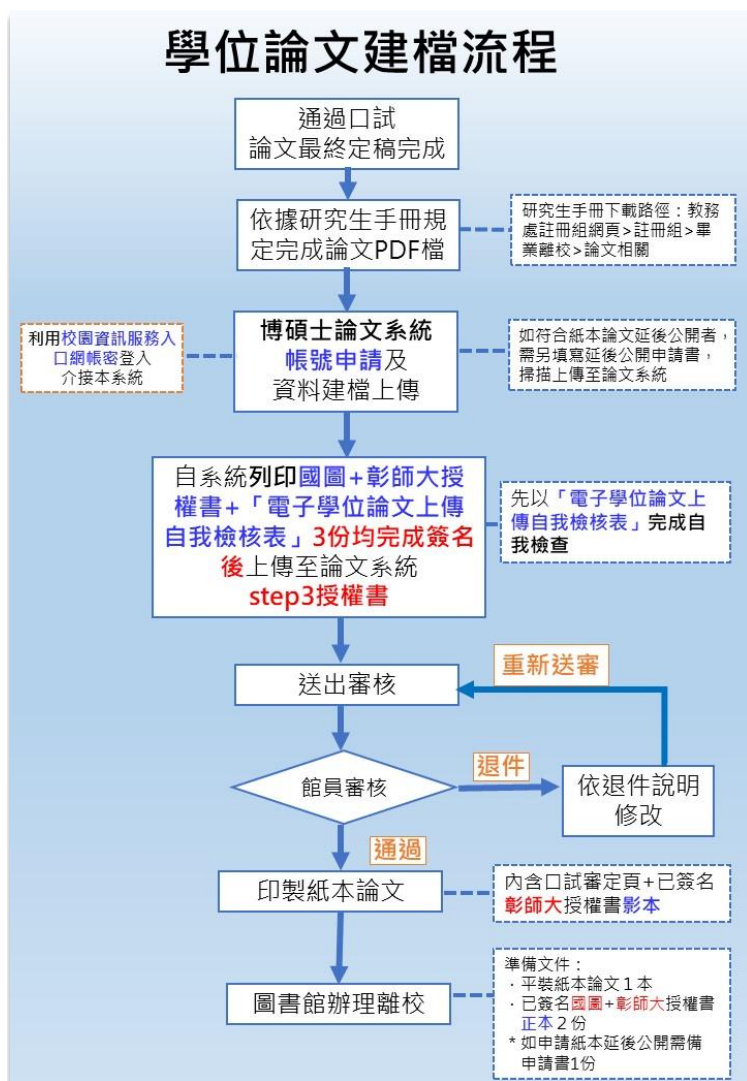 學位論文建檔流程
通過口試
論文最終定稿完成
依據研究生手冊規
定完成論文PDF檔
研究生手冊下載路徑：教務
處註冊組網頁>註冊組>畢
業離校>論文相關
利用校園資訊服務入
口網帳密登入
介接本系統
博碩士論文系統
帳號申請及
資料建檔上傳
如符合紙本論文延後公開者，
需另填寫延後公開申請書，
掃描上傳至論文系統
自系統列印國圖+彰師大授
權書+「電子學位論文上傳
自我檢核表」3份均完成簽名
後上傳至論文系統
step3授權書
先以「電子學位論文上
傳自我檢核表」完成自
我檢查
送出審核
重新送審
館員審核
退件
依退件說明
修改
通過
印製紙本論文
內含口試審定頁+已簽名
彰師大授權書影本
圖書館辦理離校
準備文件：
·平裝紙本論文1本
·已簽名國圖+彰師大授權書
正本2份
*如申請紙本延後公開需備
申請書1份